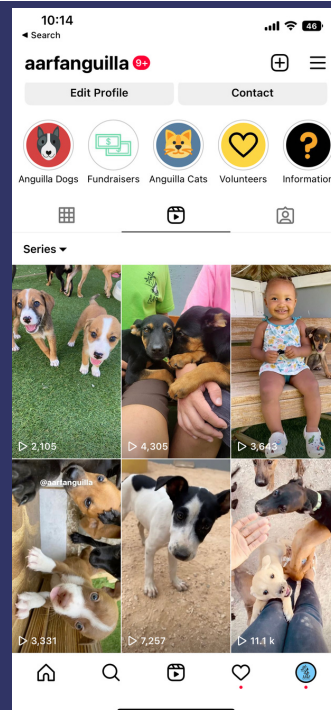 10:14
46
◄ Search
aarfanguilla 9+
Edit Profile
Contact
$
?
Anguilla Dogs
Fundraisers
Anguilla Cats
Volunteers
Information
Series
2,105
4,305
3,643
@aarfanguilla
3,331
7,257
11.1 k